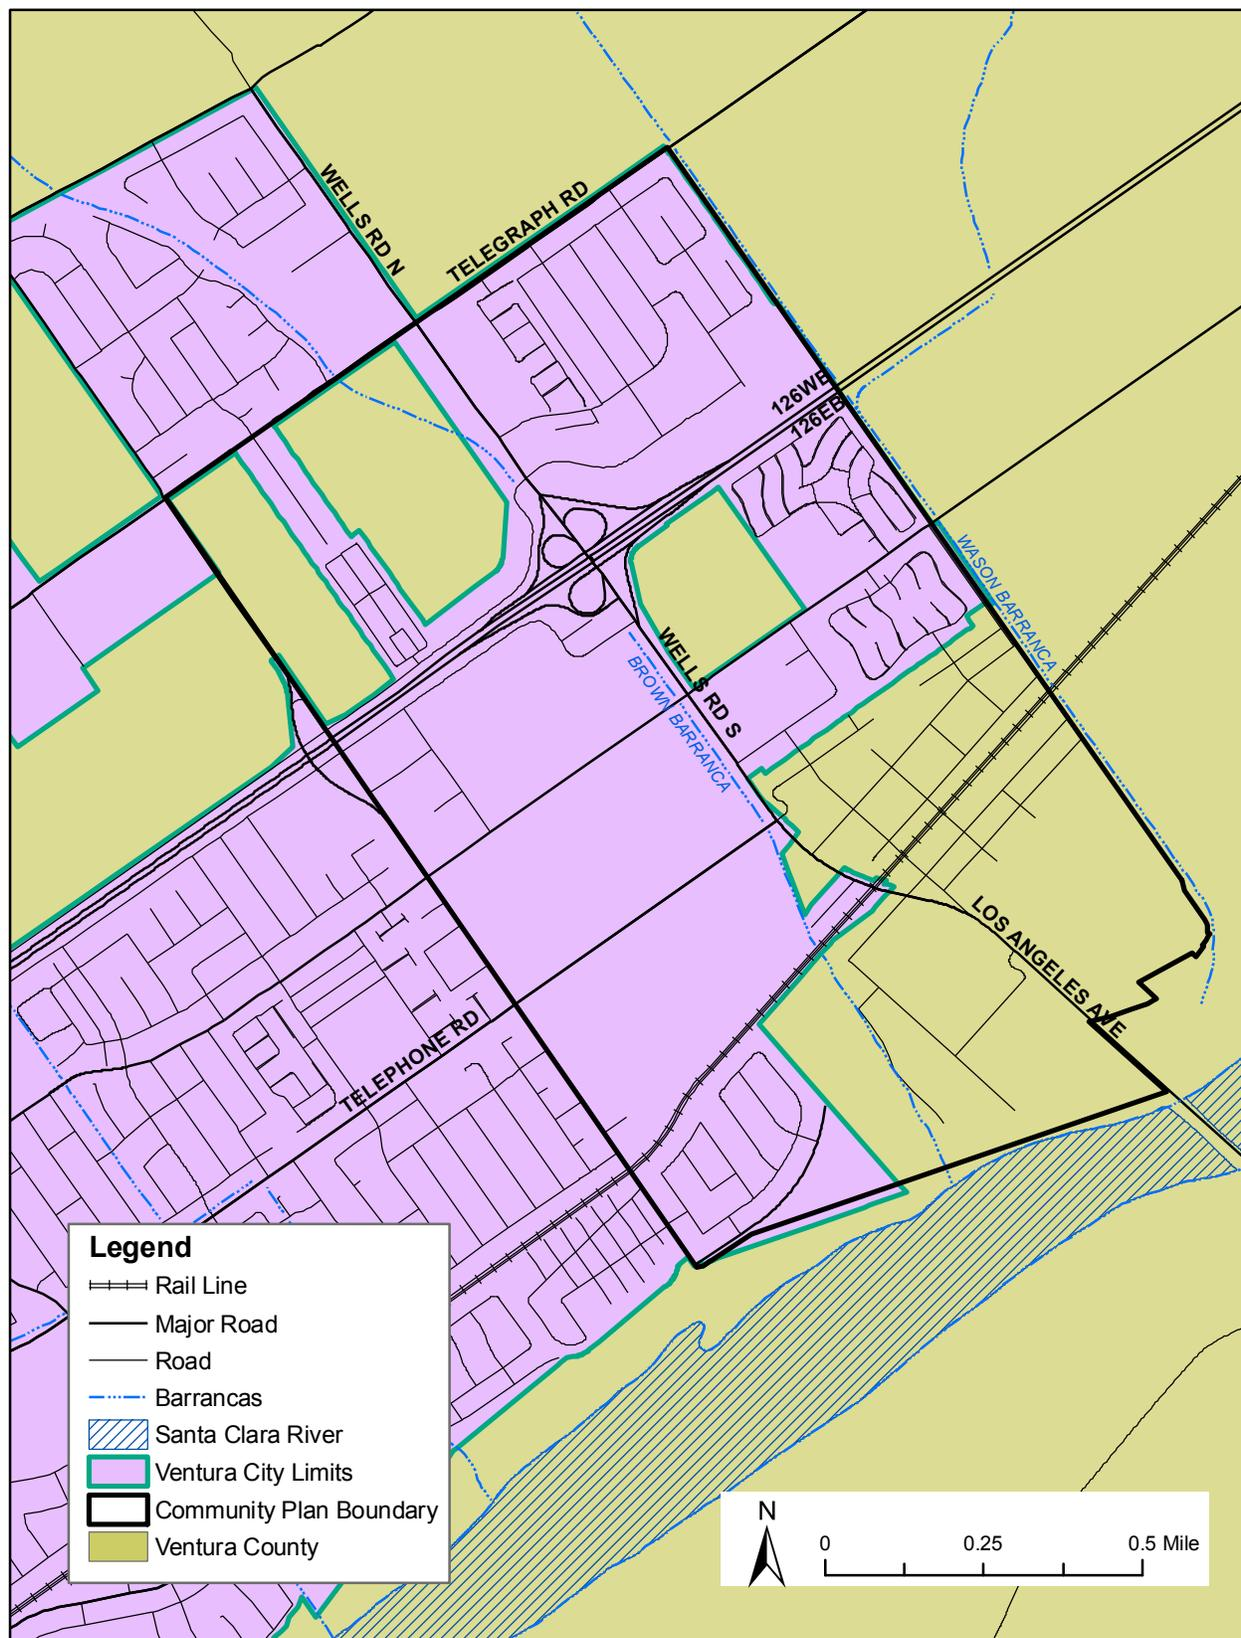 WELLS RD N
TELEGRAPH RD
126WB
126EB
WASON BARRANCA
WELLS RD S
BROWN BARRANCA
LOS ANGELES AVE
TELEPHONE RD
Legend
Rail Line
Major Road
Road
Barrancas
Santa Clara River
Ventura City Limits
Community Plan Boundary
Ventura County
N
0 0.25 0.5 Mile